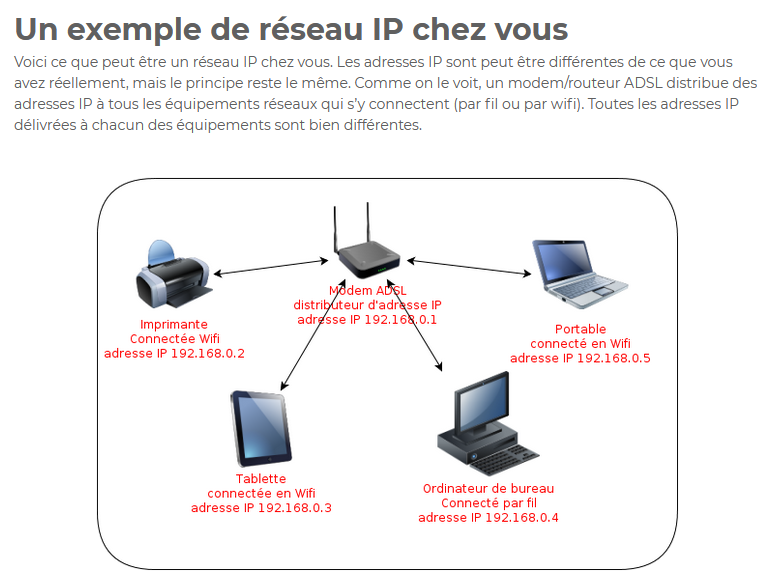 Un exemple de réseau IP chez vous
Voici ce que peut être un réseau IP chez vous. Les adresses IP sont peut être différentes de ce que vous
avez réellement, mais le principe reste le même. Comme on le voit, un modem/routeur ADSL distribue des
adresses IP à tous les équipements réseaux qui s'y connectent (par fil ou par wifi). Toutes les adresses IP
délivrées à chacun des équipements sont bien différentes.
Modem ADSL
distributeur d'adresse IP
adresse IP 192.168.0.1
Imprimante
Connectée Wifi
adresse IP 192.168.0.2
Portable
connecté en Wifi
adresse IP 192.168.0.5
Tablette
connectée en Wifi
adresse IP 192.168.0.3
Ordinateur de bureau
Connecté par fil
adresse IP 192.168.0.4